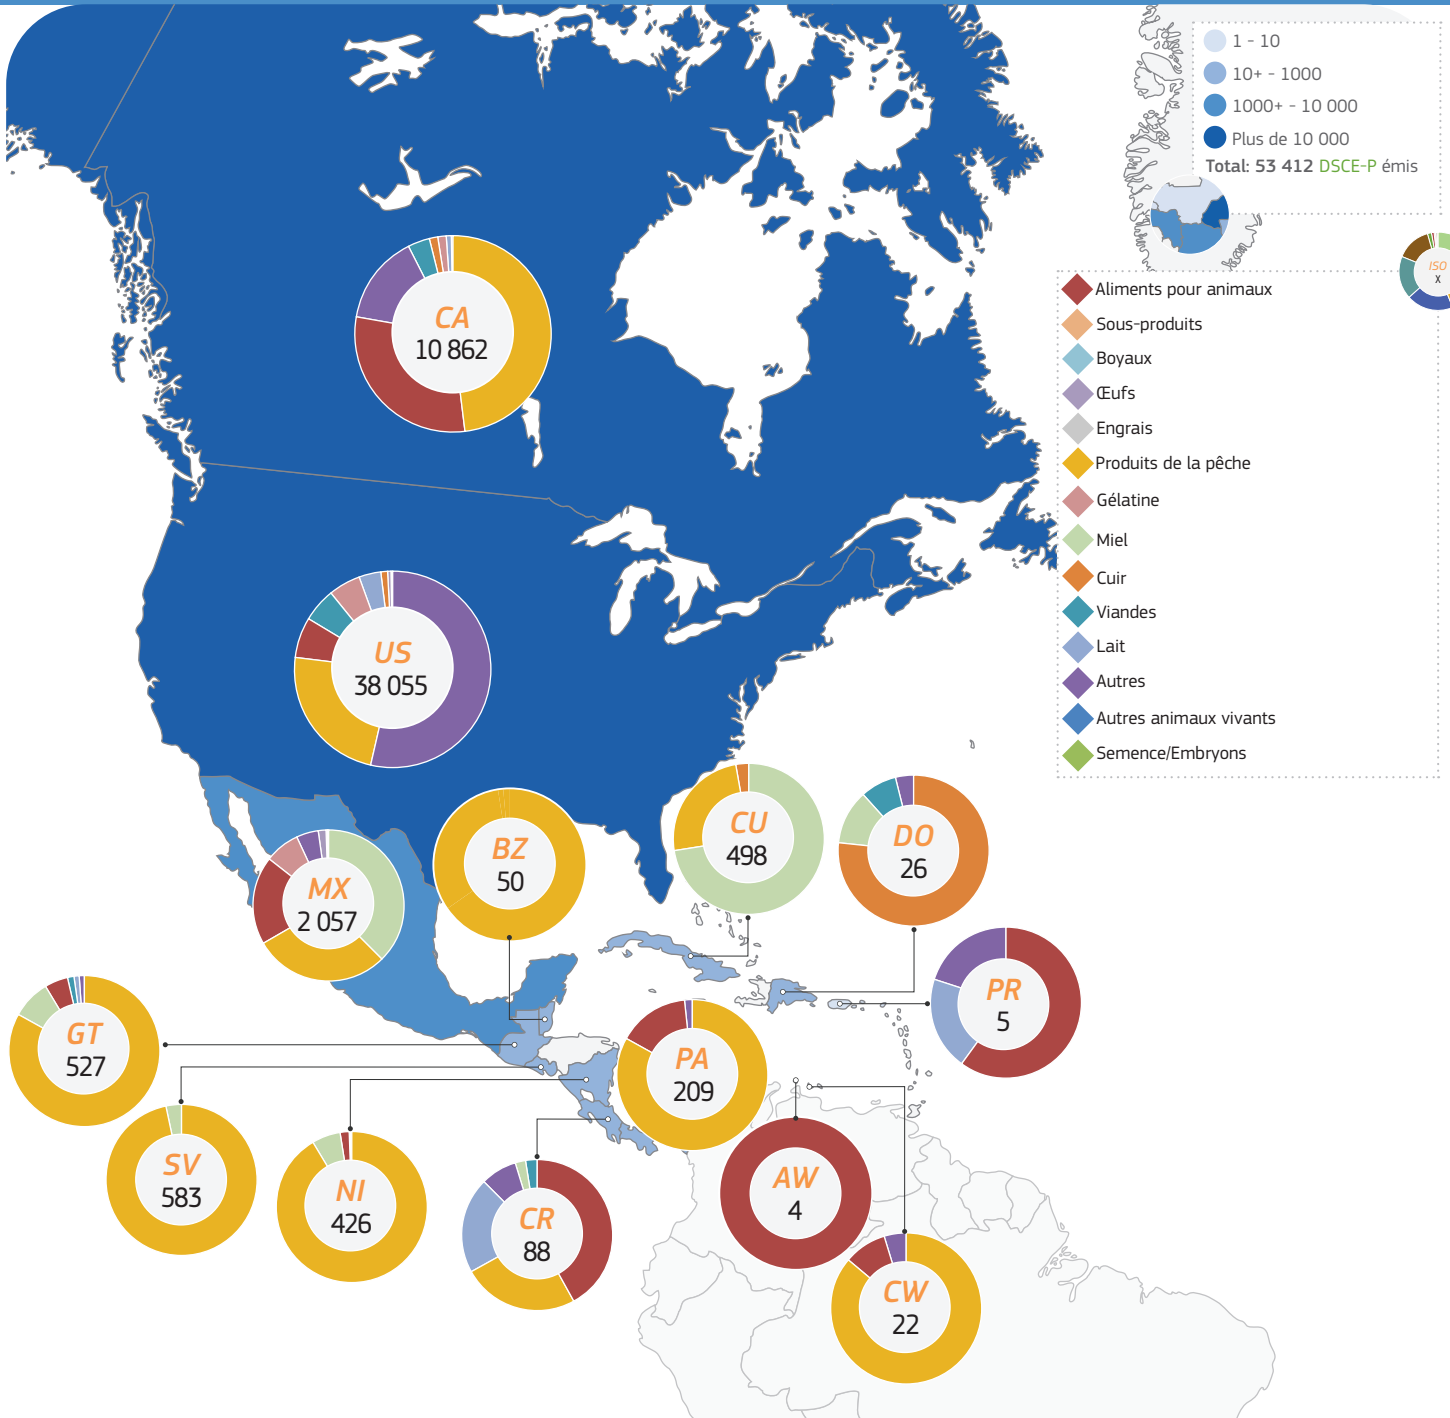 1 - 10
10+ - 1000
1000+ - 10 000
Plus de 10 000
Total: 53 412 DSCE-P émis
ISO
X
Aliments pour animaux
Sous-produits
Boyaux
Œufs
Engrais
Produits de la pêche
Gélatine
Miel
Cuir
Viandes
Lait
Autres
Autres animaux vivants
Semence/Embryons
CA
10 862
US
38 055
MX
2 057
BZ
50
CU
498
DO
26
PR
5
GT
527
PA
209
SV
583
NI
426
CR
88
AW
4
CW
22